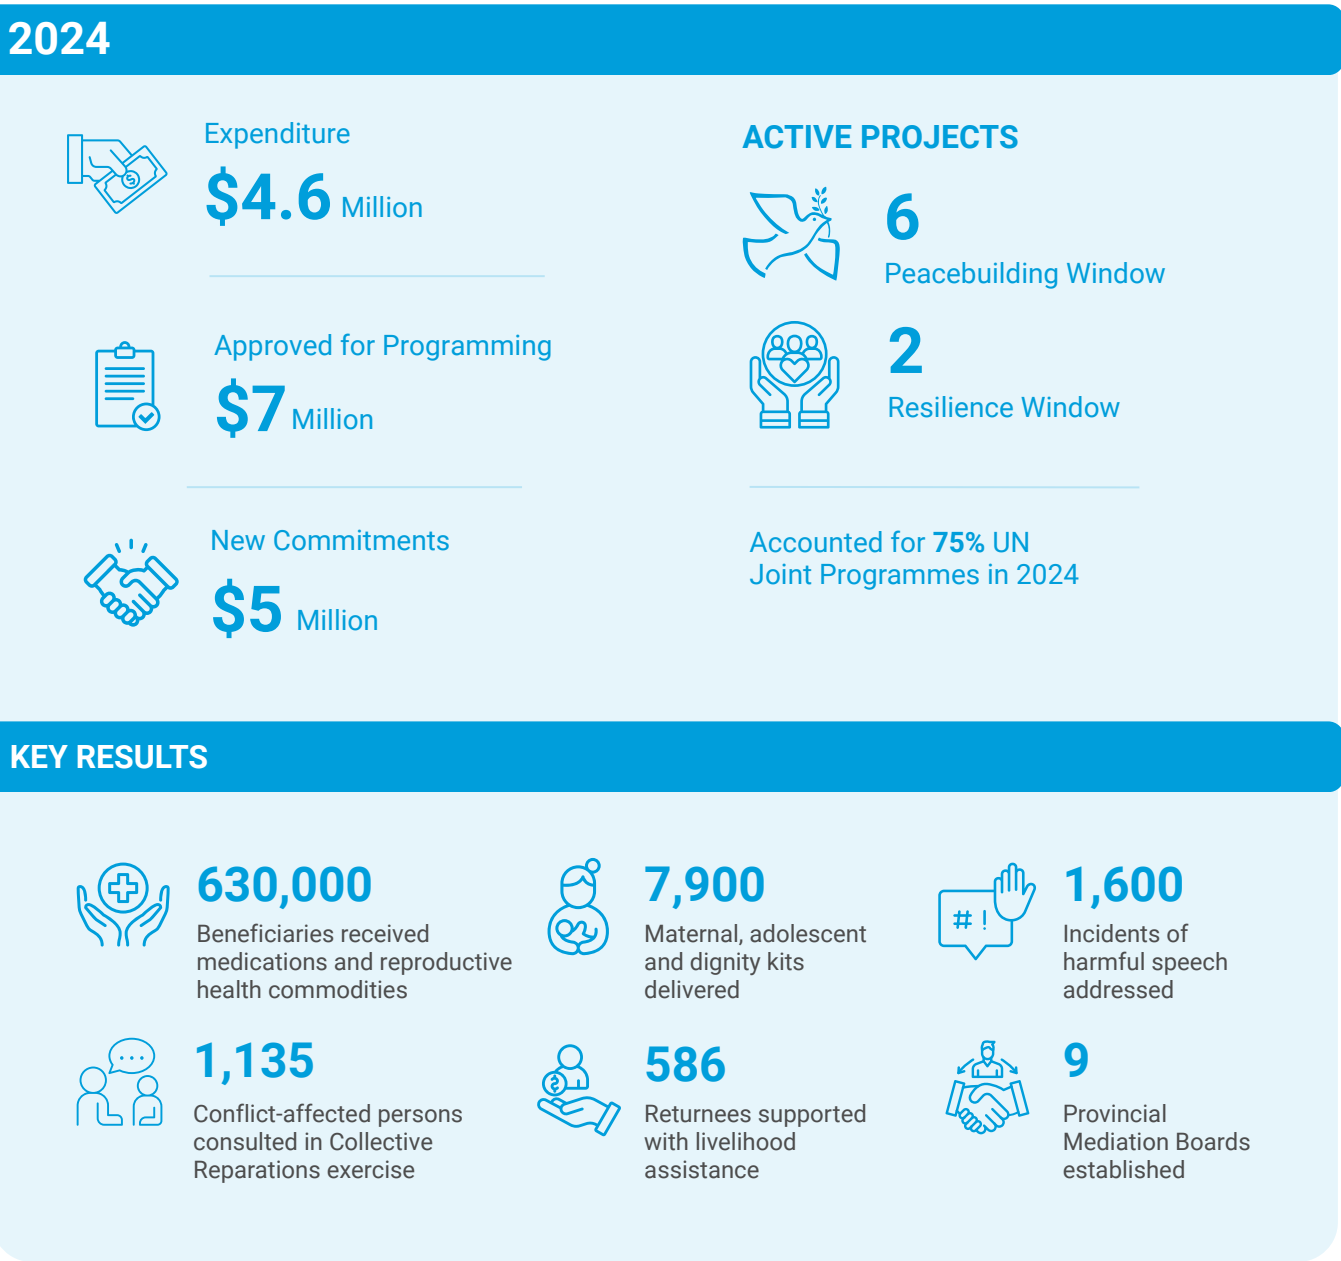 2024
Expenditure
$4.6 Million
Approved for Programming
$7 Million
New Commitments
$5 Million
ACTIVE PROJECTS
6
Peacebuilding Window
2
Resilience Window
Accounted for 75% UN
Joint Programmes in 2024
KEY RESULTS
630,000
Beneficiaries received
medications and reproductive
health commodities
7,900
Maternal, adolescent
and dignity kits
delivered
# !
1,600
Incidents of
harmful speech
addressed
1,135
Conflict-affected persons
consulted in Collective
Reparations exercise
586
Returnees supported
with livelihood
assistance
9
Provincial
Mediation Boards
established